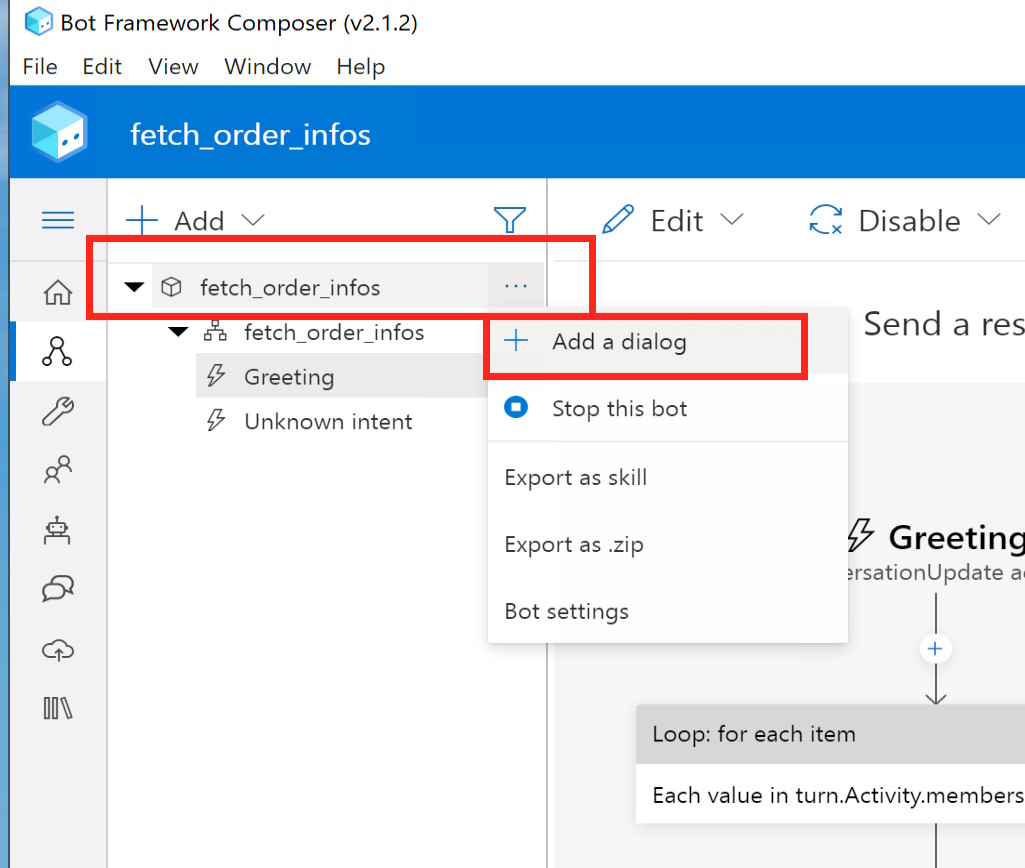 Bot Framework Composer (v2.1.2)
File Edit View Window Help
fetch_order_infos
Add
Edit
Disable
fetch_order_infos
...
fetch_order_infos
Greeting
Unknown intent
Add a dialog
Stop this bot
Export as skill
Export as .zip
Bot settings
Send a res
Greeting
ersationUpdate ac
Loop: for each item
Each value in turn.Activity.members